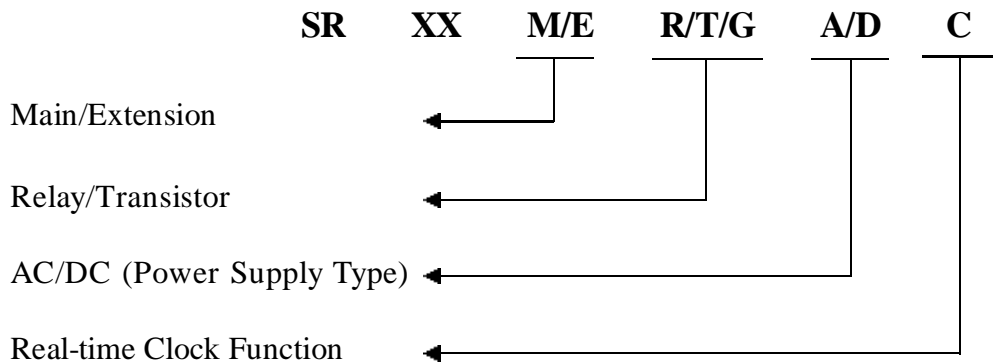 SR XX M/E R/T/G A/D C
Main/Extension
Relay/Transistor
AC/DC (Power Supply Type)
Real-time Clock Function